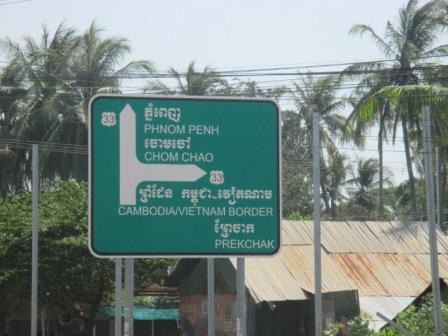 33
ភ្នំពេញ
PHNOM PENH
ចោមចៅ
CHOM CHAO
33
ព្រំដែន កម្ពុជា-វៀតណាម
CAMBODIA/VIETNAM BORDER
ព្រែចាក
PREKCHAK